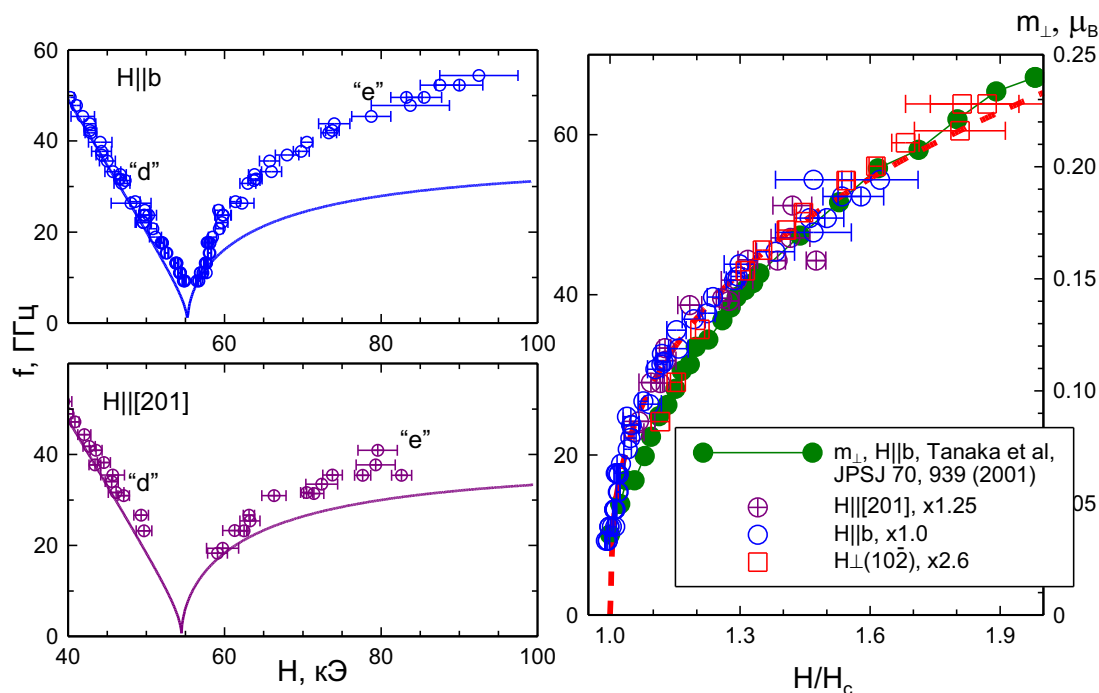 60
40
20
0
H||b
“d”
“e”
40
60
80
100
60
40
20
0
H||[201]
“d”
“e”
40
60
80
100
f, ГГц
H, кЭ
m⊥, μB
0.25
0.20
0.15
0.10
05
0
60
40
20
0
m⊥, H||b, Tanaka et al,
JPSJ 70, 939 (2001)
H||[201], x1.25
H||b, x1.0
H⊥(102̄), x2.6
1.0
1.3
1.6
1.9
H/Hc